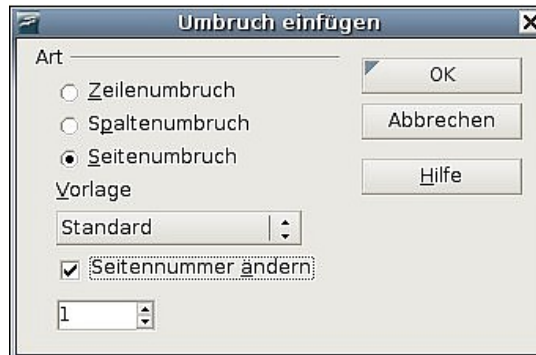 Umbruch einfügen
Art
Zeilenumbruch
Spaltenumbruch
Seitenumbruch
Vorlage
Standard
Seitennummer ändern
1
OK
Abbrechen
Hilfe